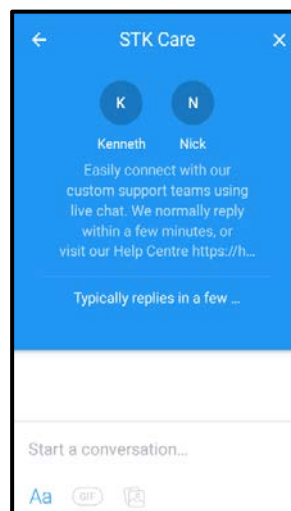 STK Care
K N
Kenneth Nick
Easily connect with our
custom support teams using
live chat. We normally reply
within a few minutes, or
visit our Help Centre https://h...
Typically replies in a few ...
Start a conversation...
Aa GIF